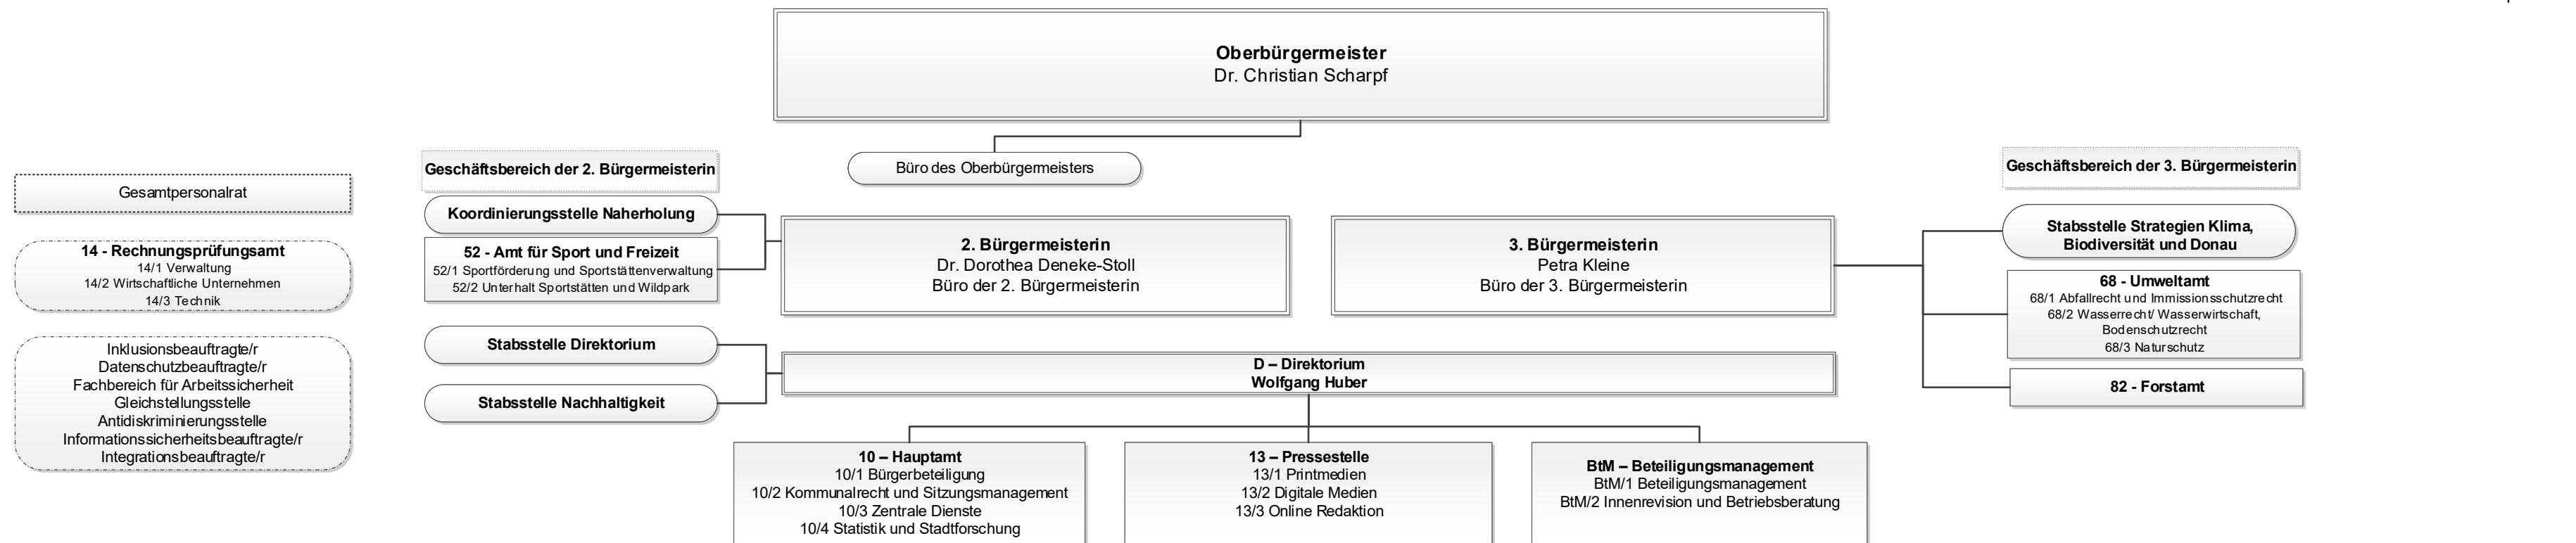 Oberbürgermeister
Dr. Christian Scharpf
Büro des Oberbürgermeisters
Gesamtpersonalrat
14 - Rechnungsprüfungsamt
14/1 Verwaltung
14/2 Wirtschaftliche Unternehmen
14/3 Technik
Inklusionsbeauftragte/r
Datenschutzbeauftragte/r
Fachbereich für Arbeitssicherheit
Gleichstellungsstelle
Antidiskriminierungsstelle
Informationssicherheitsbeauftragte/r
Integrationsbeauftragte/r
Geschäftsbereich der 2. Bürgermeisterin
Koordinierungsstelle Naherholung
52 - Amt für Sport und Freizeit
52/1 Sportförderung und Sportstättenverwaltung
52/2 Unterhalt Sportstätten und Wildpark
2. Bürgermeisterin
Dr. Dorothea Deneke-Stoll
Büro der 2. Bürgermeisterin
3. Bürgermeisterin
Petra Kleine
Büro der 3. Bürgermeisterin
Geschäftsbereich der 3. Bürgermeisterin
Stabsstelle Strategien Klima,
Biodiversität und Donau
68 - Umweltamt
68/1 Abfallrecht und Immissionsschutzrecht
68/2 Wasserrecht/ Wasserwirtschaft,
Bodenschutzrecht
68/3 Naturschutz
82 - Forstamt
Stabsstelle Direktorium
Stabsstelle Nachhaltigkeit
D – Direktorium
Wolfgang Huber
10 – Hauptamt
10/1 Bürgerbeteiligung
10/2 Kommunalrecht und Sitzungsmanagement
10/3 Zentrale Dienste
10/4 Statistik und Stadtforschung
13 – Pressestelle
13/1 Printmedien
13/2 Digitale Medien
13/3 Online Redaktion
BtM – Beteiligungsmanagement
BtM/1 Beteiligungsmanagement
BtM/2 Innenrevision und Betriebsberatung